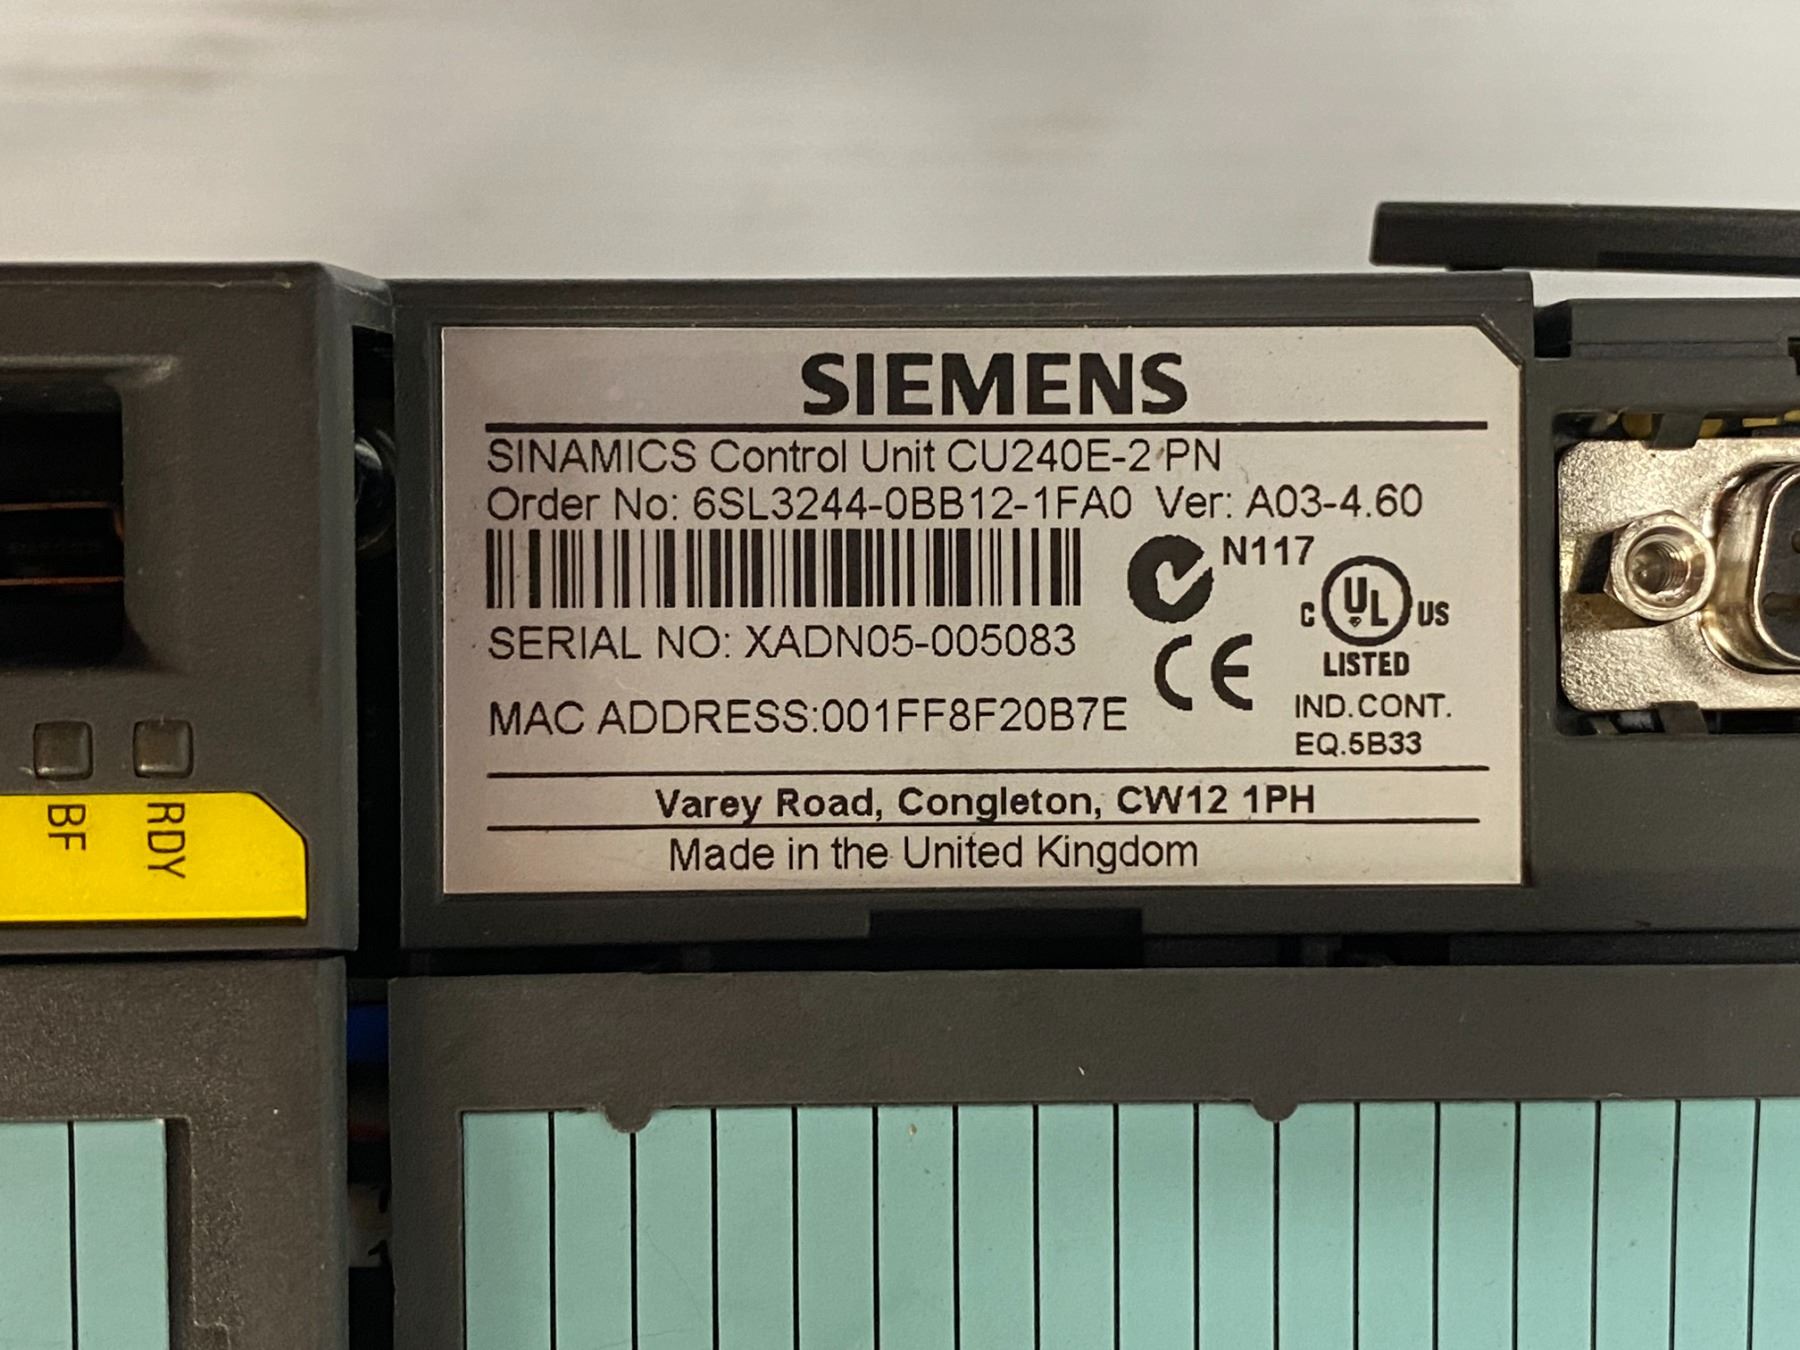 SIEMENS
SINAMICS Control Unit CU240E-2 PN
Order No: 6SL3244-0BB12-1FA0 Ver: A03-4.60
N117
C UL US
LISTED
SERIAL NO: XADN05-005083
CE
MAC ADDRESS:001FF8F20B7E
IND.CONT.
EQ.5B33
Varey Road, Congleton, CW12 1PH
Made in the United Kingdom
BF
RDY